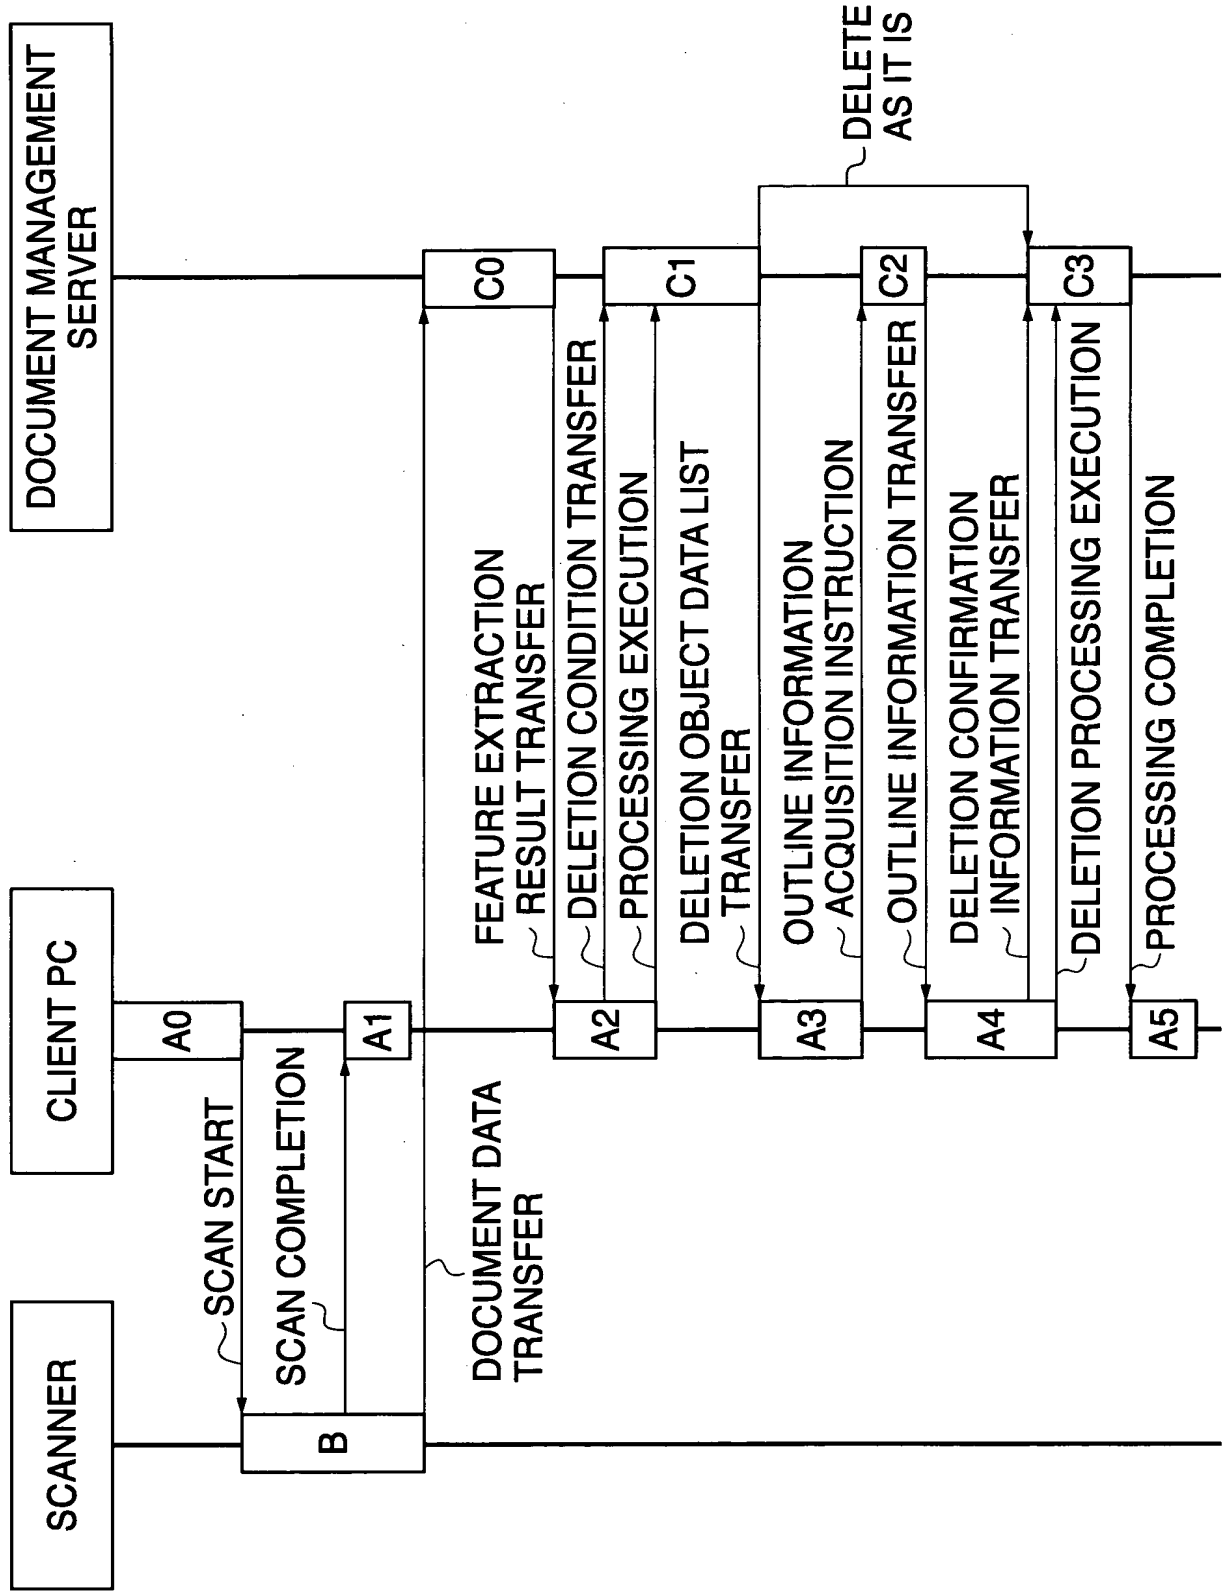 SCANNER
CLIENT PC
DOCUMENT MANAGEMENT
SERVER
A0
SCAN START
B
SCAN COMPLETION
A1
DOCUMENT DATA
TRANSFER
C0
FEATURE EXTRACTION
RESULT TRANSFER
A2
DELETION CONDITION TRANSFER
PROCESSING EXECUTION
C1
DELETION OBJECT DATA LIST
TRANSFER
A3
OUTLINE INFORMATION
ACQUISITION INSTRUCTION
C2
DELETE
AS IT IS
OUTLINE INFORMATION TRANSFER
A4
DELETION CONFIRMATION
INFORMATION TRANSFER
C3
DELETION PROCESSING EXECUTION
PROCESSING COMPLETION
A5